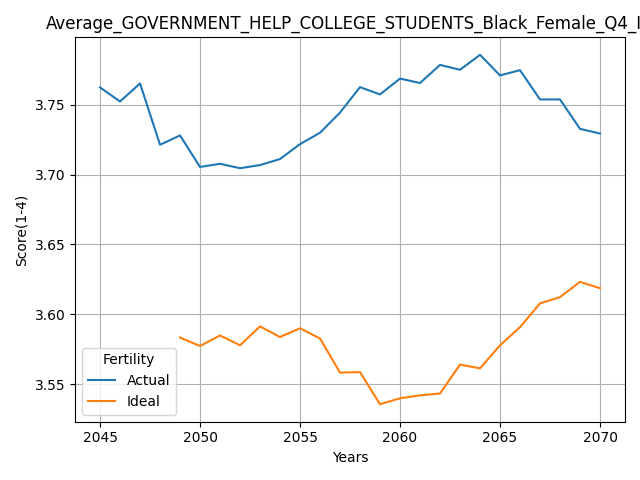 Average_GOVERNMENT_HELP_COLLEGE_STUDENTS_Black_Female_Q4_I
3.75
3.70
3.65
3.60
3.55
Score(1-4)
Fertility
Actual
Ideal
2045 2050 2055 2060 2065 2070
Years